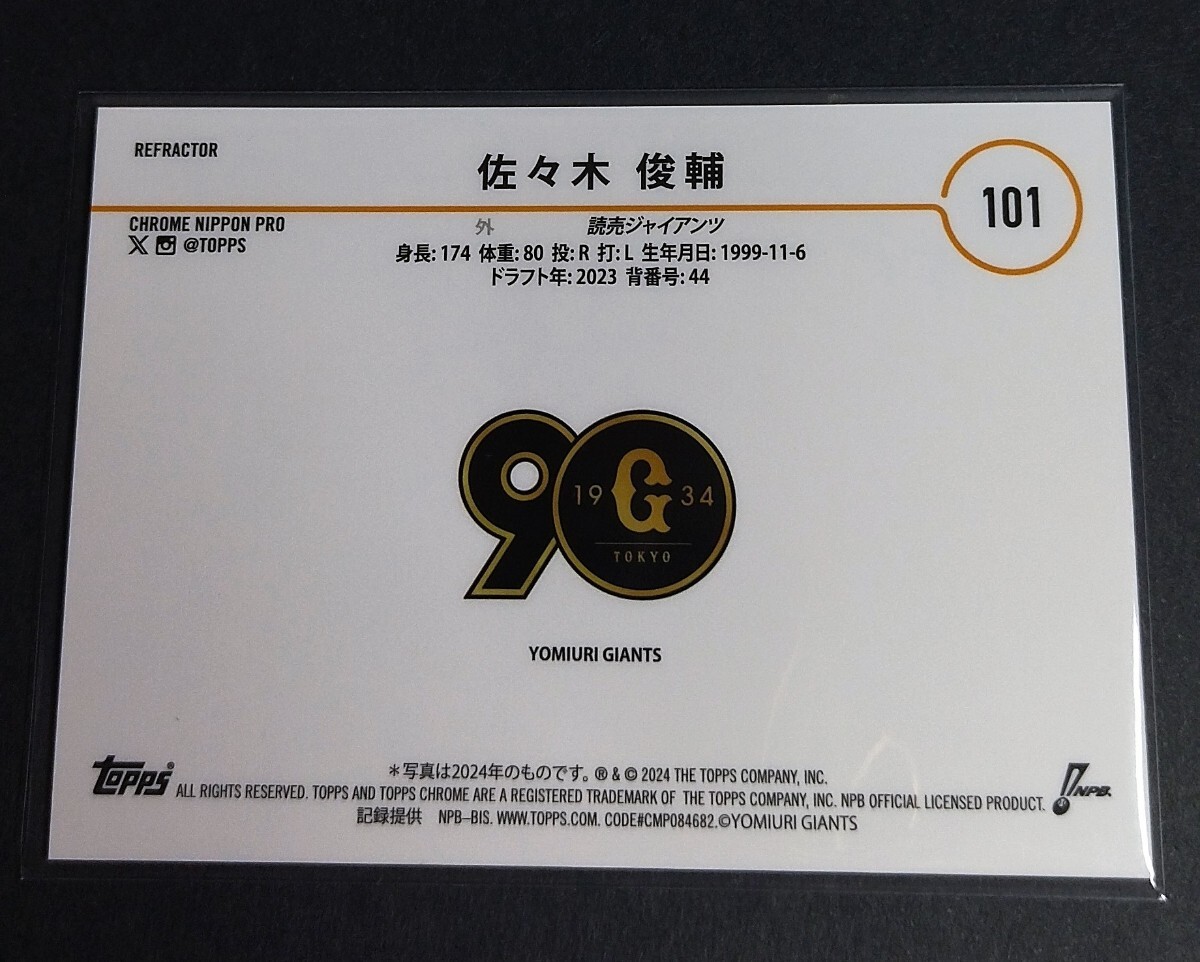 REFRACTOR
佐々木 俊輔
101
CHROME NIPPON PRO
@TOPPS
外 読売ジャイアンツ
身長: 174 体重: 80 投: R 打: L 生年月日: 1999-11-6
ドラフト年: 2023 背番号: 44
90
19 G 34
TOKYO
YOMIURI GIANTS
topps®
NPB.
＊写真は2024年のものです。 ® & © 2024 THE TOPPS COMPANY, INC.
ALL RIGHTS RESERVED. TOPPS AND TOPPS CHROME ARE A REGISTERED TRADEMARK OF THE TOPPS COMPANY, INC. NPB OFFICIAL LICENSED PRODUCT.
記録提供 NPB–BIS. WWW.TOPPS.COM. CODE#CMP084682.©YOMIURI GIANTS